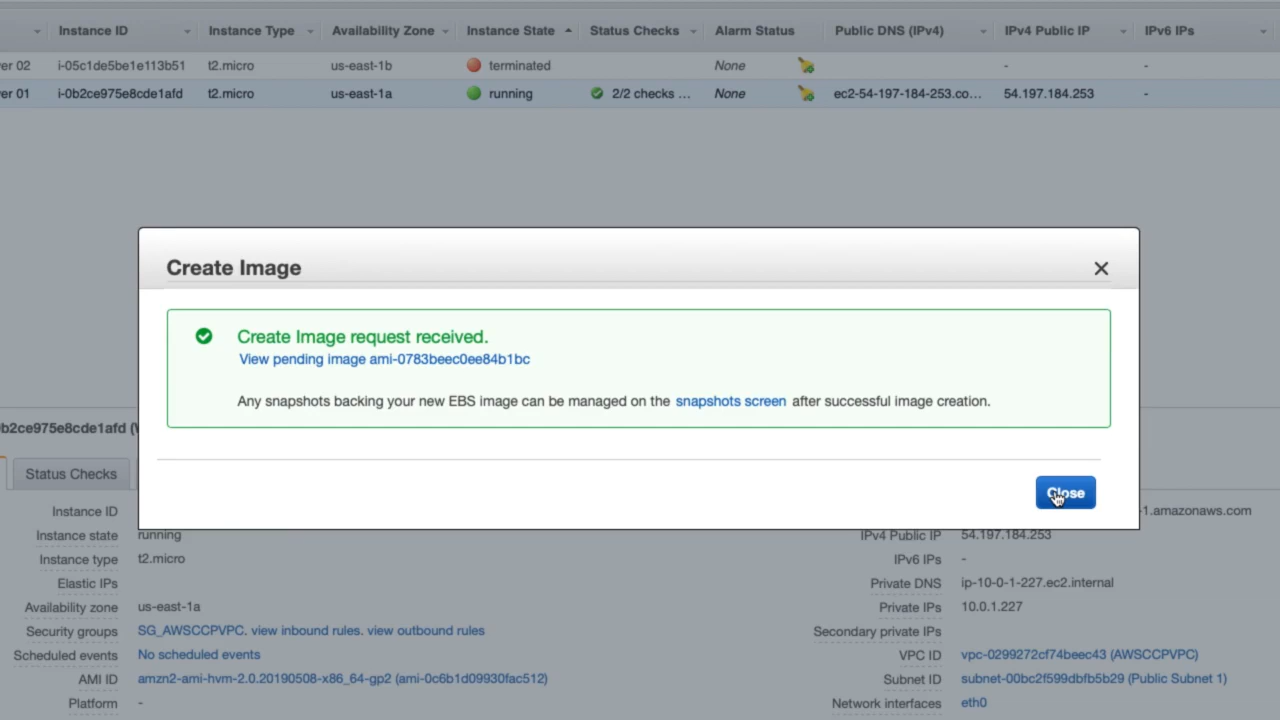 Instance ID Instance Type Availability Zone Instance State Status Checks Alarm Status Public DNS (IPv4) IPv4 Public IP IPv6 IPs
er 02 i-05c1de5be1e113b51 t2.micro us-east-1b terminated None - -
er 01 i-0b2ce975e8cde1afd t2.micro us-east-1a running 2/2 checks ... None ec2-54-197-184-253.co... 54.197.184.253 -
Create Image
Create Image request received.
View pending image ami-0783beec0ee84b1bc
Any snapshots backing your new EBS image can be managed on the snapshots screen after successful image creation.
Close
b2ce975e8cde1afd (
Status Checks
Instance ID -1.amazonaws.com
Instance state running IPv4 Public IP 54.197.184.253
Instance type t2.micro IPv6 IPs -
Elastic IPs Private DNS ip-10-0-1-227.ec2.internal
Availability zone us-east-1a Private IPs 10.0.1.227
Security groups SG_AWSCCPVPC. view inbound rules. view outbound rules Secondary private IPs
Scheduled events No scheduled events VPC ID vpc-0299272cf74beec43 (AWSCCPVPC)
AMI ID amzn2-ami-hvm-2.0.20190508-x86_64-gp2 (ami-0c6b1d09930fac512) Subnet ID subnet-00bc2f599dbfb5b29 (Public Subnet 1)
Platform - Network interfaces eth0